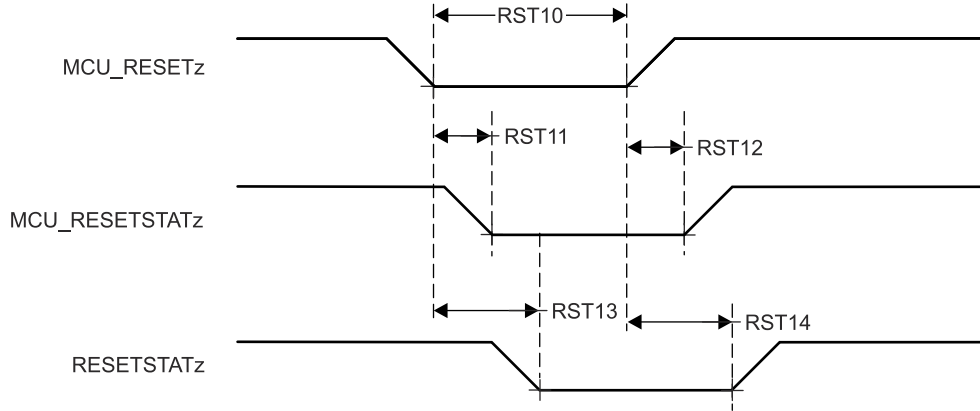 RST10
MCU_RESETz
RST11
RST12
MCU_RESETSTATz
RST13
RST14
RESETSTATz